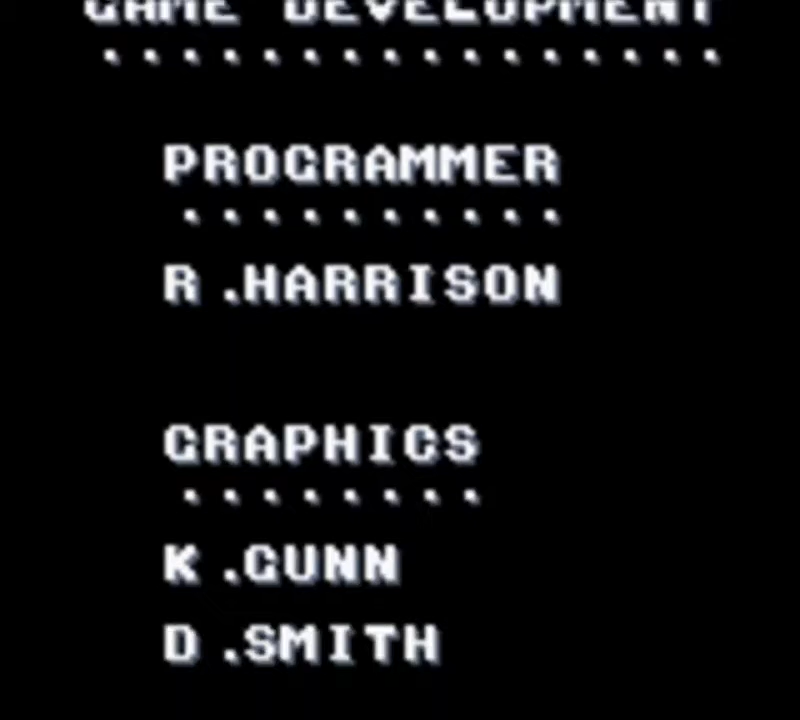 GAME DEVELOPMENT
................
PROGRAMMER
..........
R .HARRISON
GRAPHICS
........
K .GUNN
D .SMITH